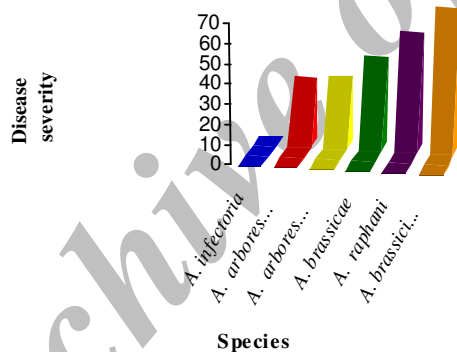 70
60
50
40
30
20
10
0
Disease
severity
A. infectoria
A. arbores...
A. arbores...
A. brassicae
A. raphani
A. brassici...
Species